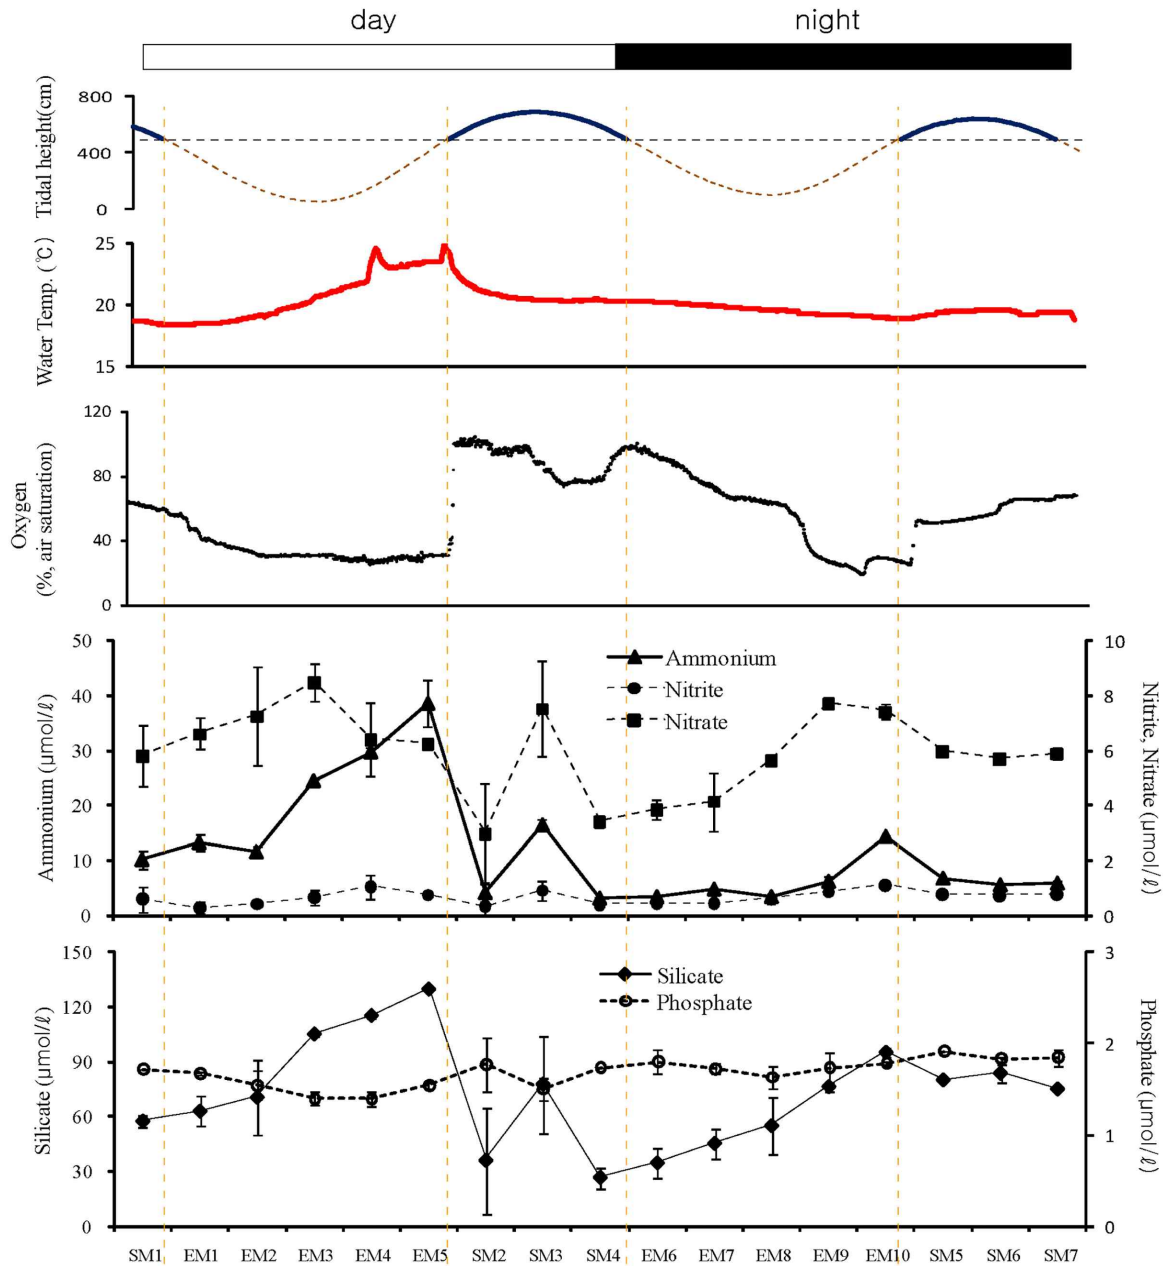 day night
Tidal height(cm)
800
400
0
Water Temp. (℃)
25
20
15
Oxygen
(%, air saturation)
120
80
40
0
Ammonium (µmol/ℓ)
50
40
30
20
10
0
Ammonium
Nitrite
Nitrate
10
8
6
4
2
0
Nitrite, Nitrate (µmol/ℓ)
Silicate (µmol/ℓ)
150
120
90
60
30
0
Silicate
Phosphate
3
2
1
0
Phosphate (µmol/ℓ)
SM1 EM1 EM2 EM3 EM4 EM5 SM2 SM3 SM4 EM6 EM7 EM8 EM9 EM10 SM5 SM6 SM7